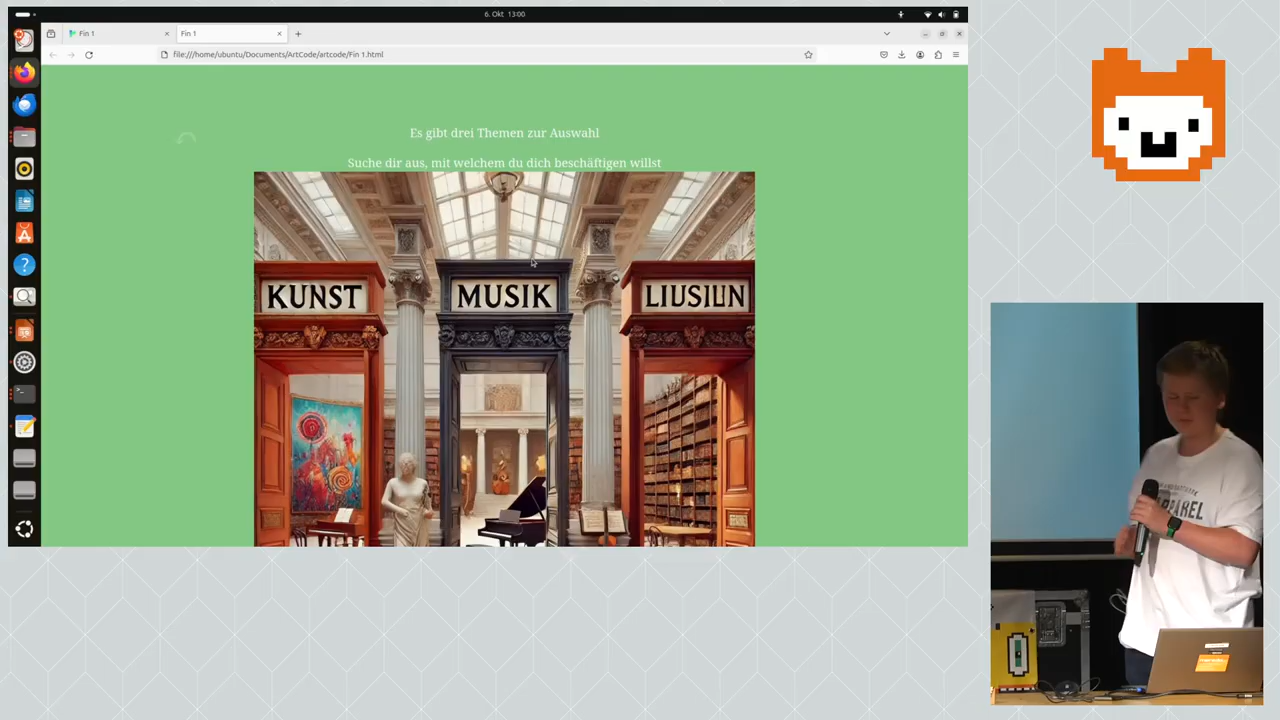 6. Okt 13:00
Fin 1
Fin 1
file:///home/ubuntu/Documents/ArtCode/artcode/Fin 1.html
Es gibt drei Themen zur Auswahl
Suche dir aus, mit welchem du dich beschäftigen willst
KUNST
MUSIK
LIUSIUN